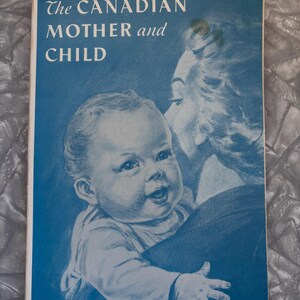 The CANADIAN
MOTHER and
CHILD